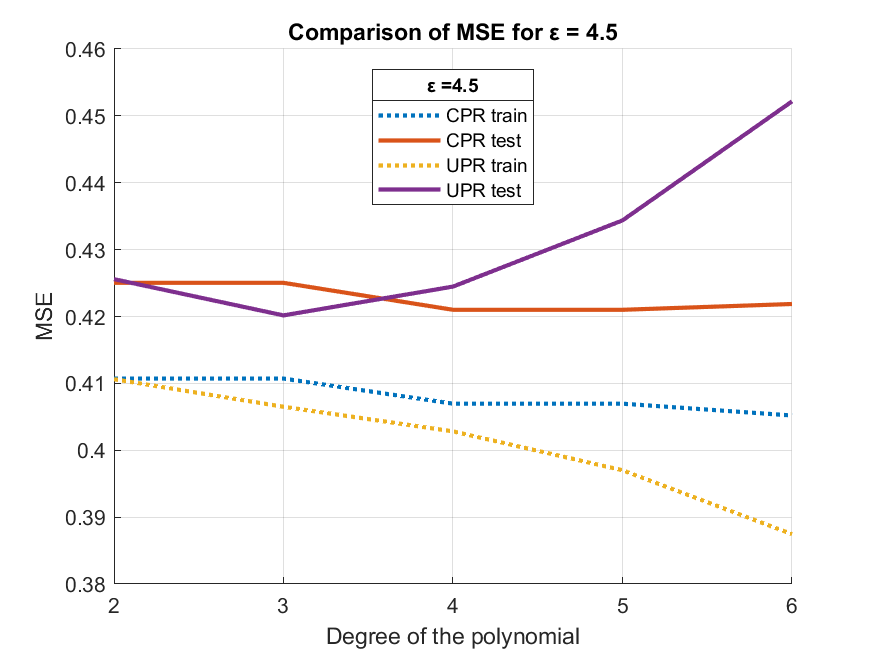 Comparison of MSE for ε = 4.5
0.46
0.45
0.44
0.43
0.42
0.41
0.4
0.39
0.38
MSE
ε =4.5
CPR train
CPR test
UPR train
UPR test
2 3 4 5 6
Degree of the polynomial